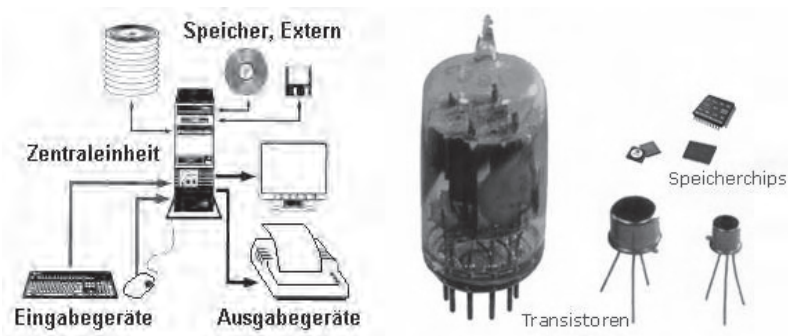 Speicher, Extern
Zentraleinheit
Eingabegeräte
Ausgabegeräte
Speicherchips
Transistoren